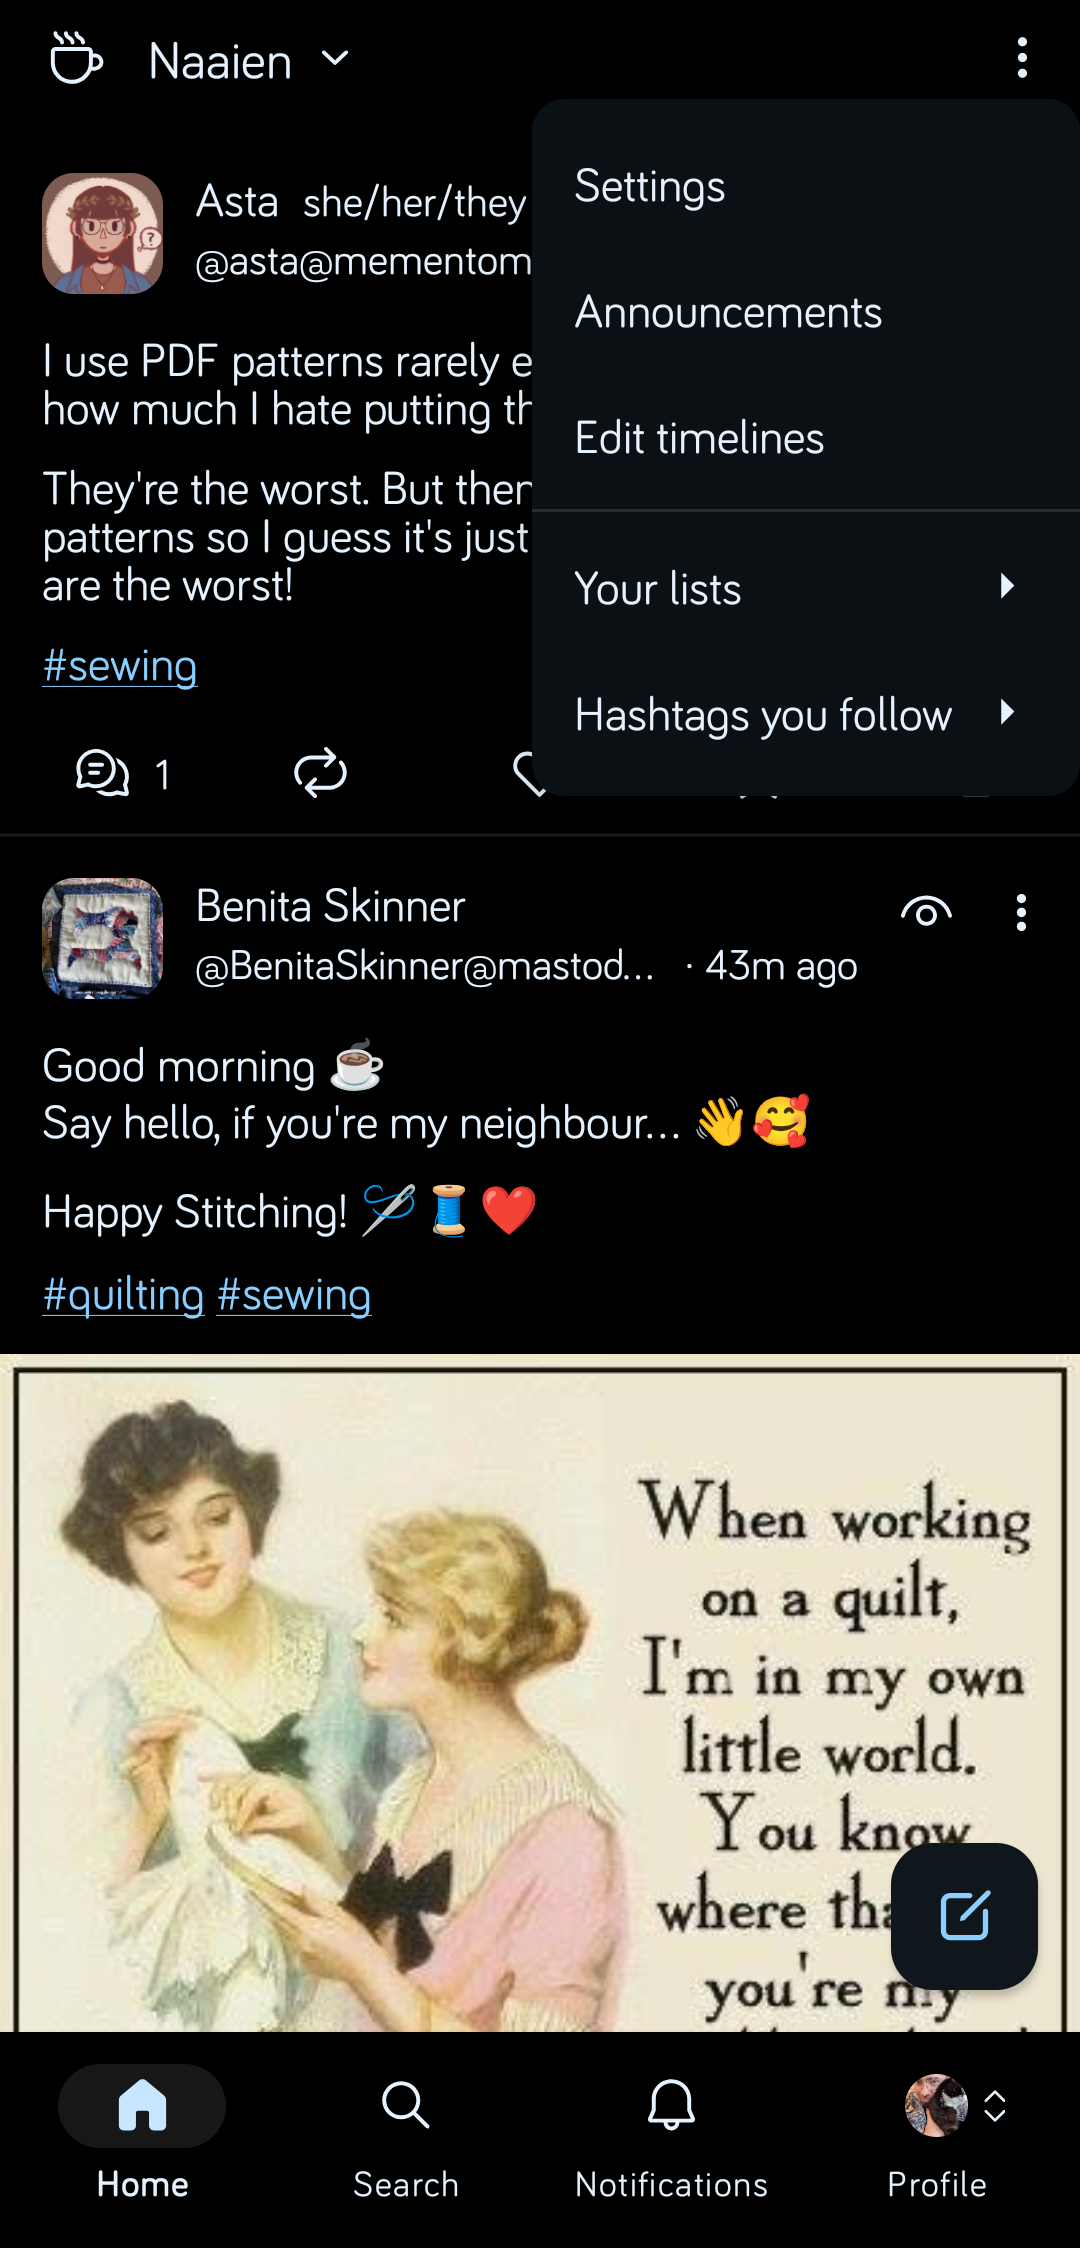 Naaien
Settings
Announcements
Edit timelines
Your lists
Hashtags you follow
Asta she/her/they
@asta@mementom
?
I use PDF patterns rarely e
how much I hate putting th
They're the worst. But then
patterns so I guess it's just
are the worst!
#sewing
1
Benita Skinner
@BenitaSkinner@mastod... · 43m ago
Good morning ☕
Say hello, if you're my neighbour... 👋🥰
Happy Stitching! 🪡🧵❤️
#quilting #sewing
When working
on a quilt,
I'm in my own
little world.
You know
where tha
you're my
Home
Search
Notifications
Profile